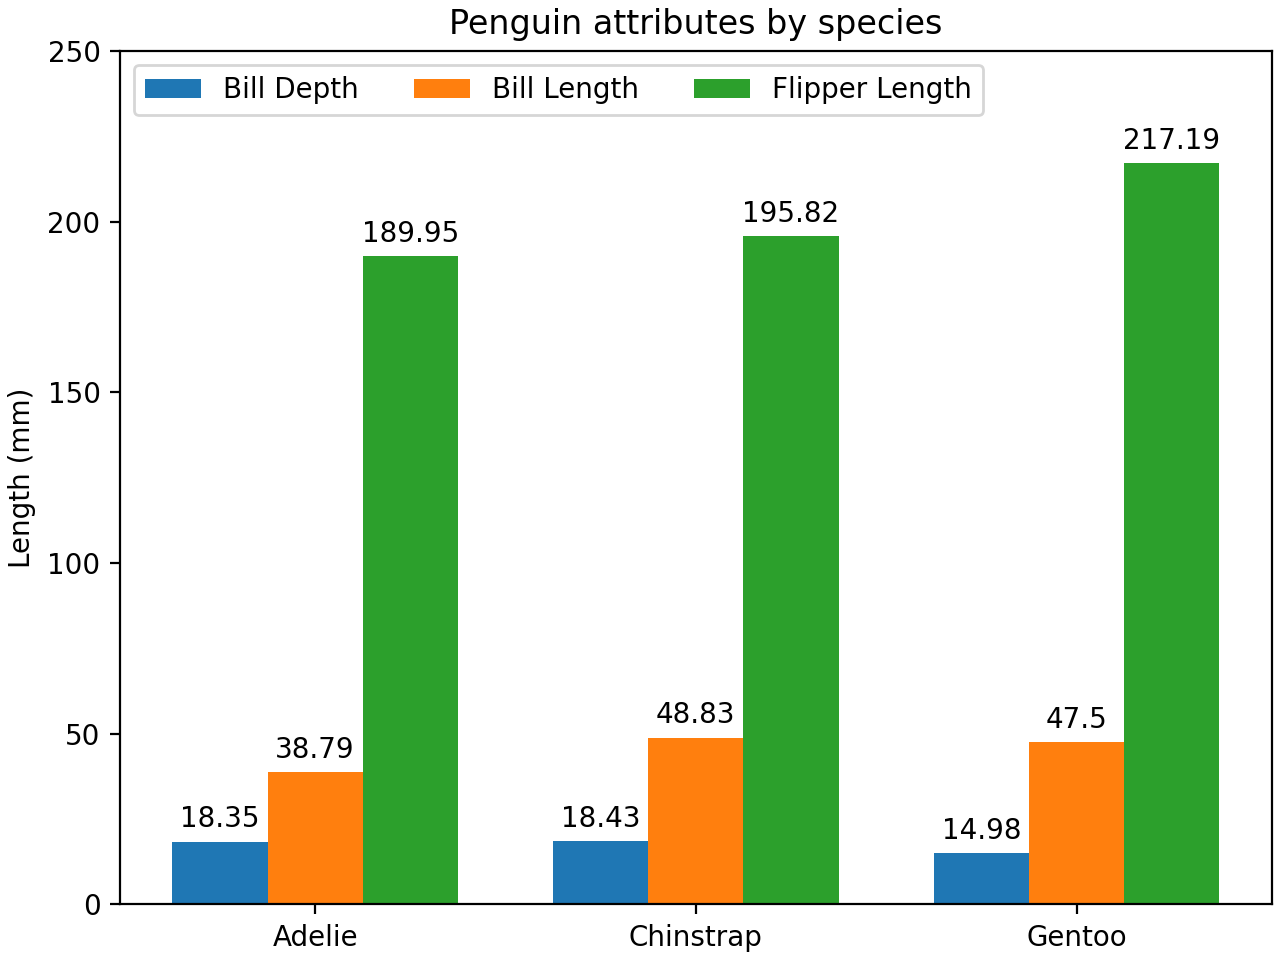 Penguin attributes by species
Bill Depth Bill Length Flipper Length
Length (mm)
250
200
150
100
50
0
18.35 38.79 189.95
18.43 48.83 195.82
14.98 47.5 217.19
Adelie Chinstrap Gentoo